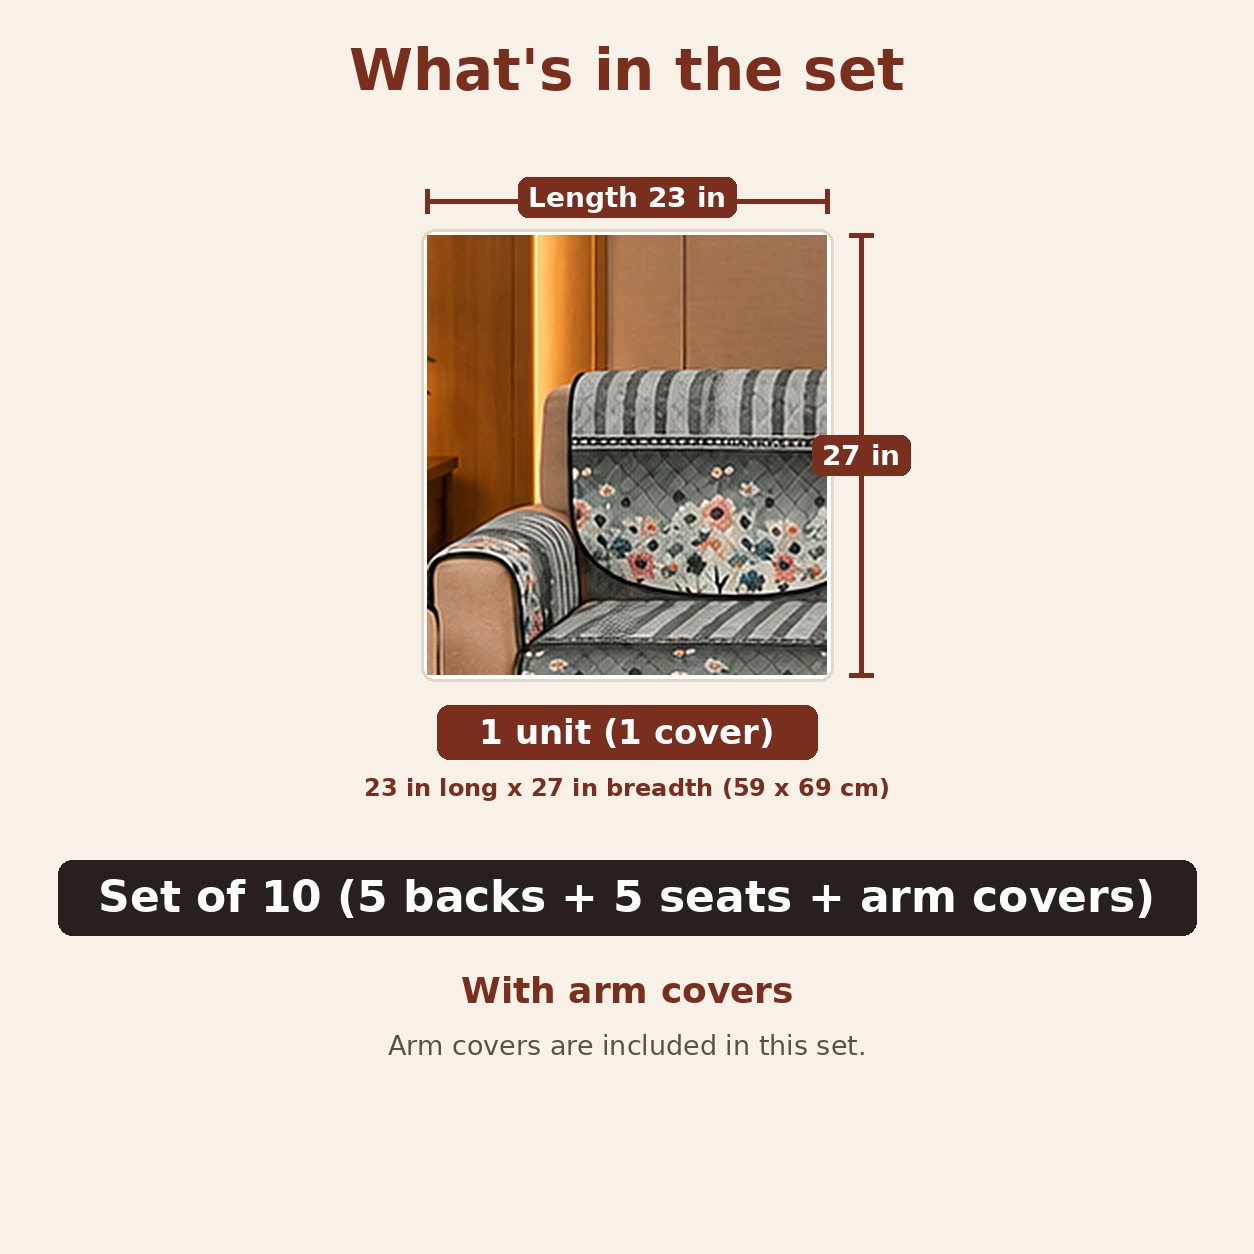 What's in the set
Length 23 in
27 in
1 unit (1 cover)
23 in long x 27 in breadth (59 x 69 cm)
Set of 10 (5 backs + 5 seats + arm covers)
With arm covers
Arm covers are included in this set.